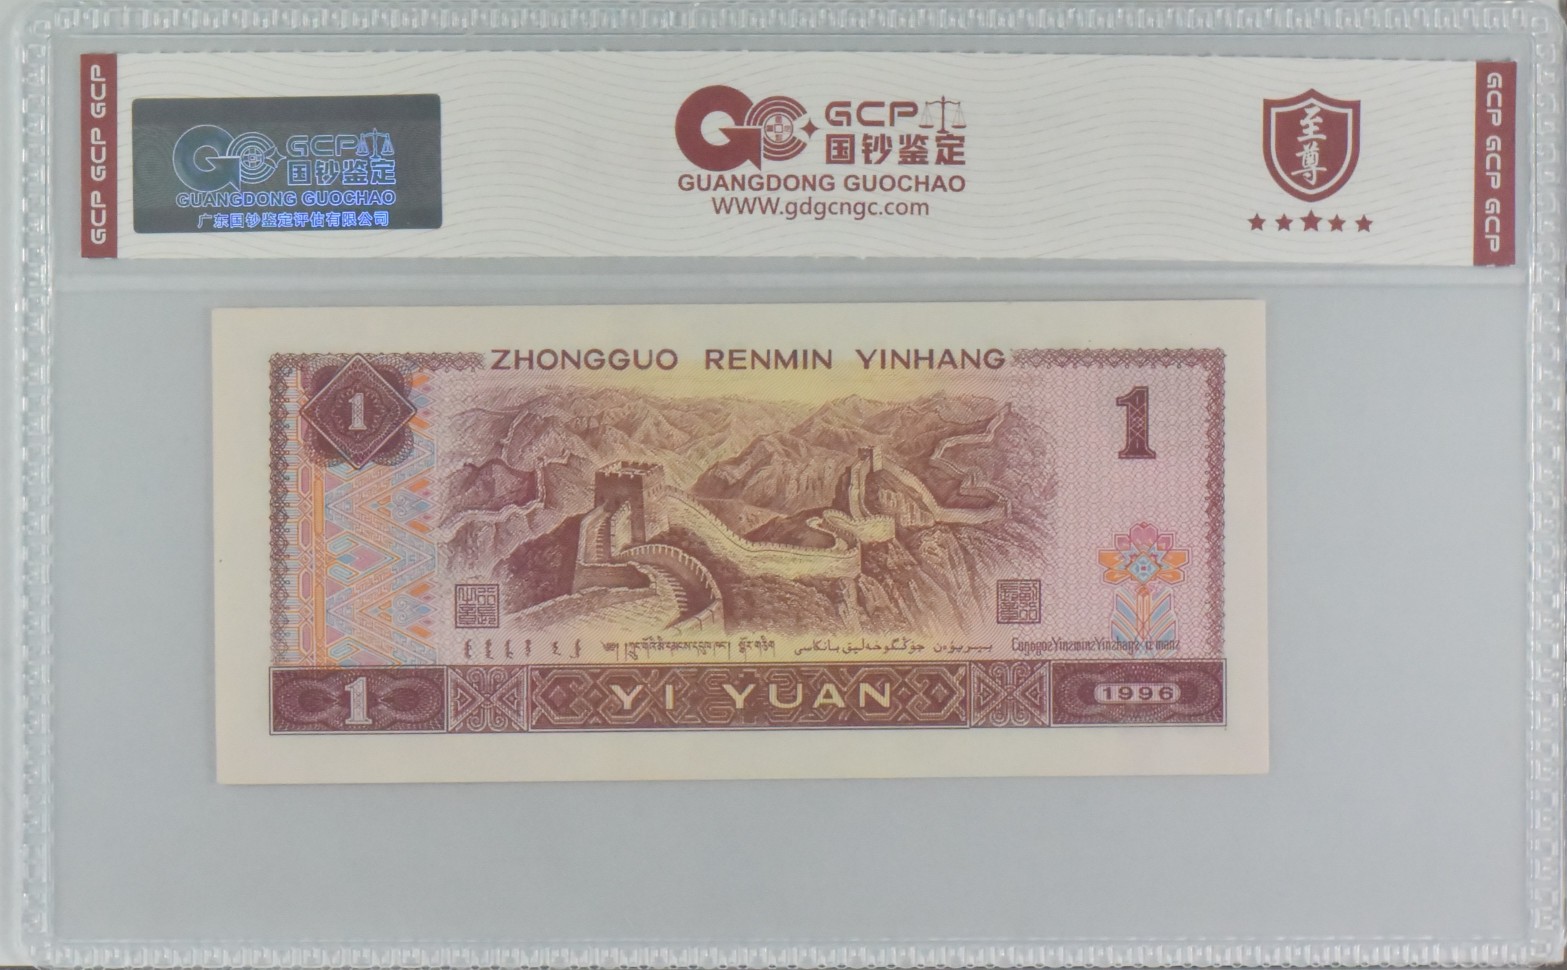 GCP GCP GCP
GCP
国钞鉴定
GUANGDONG GUOCHAO
广东国钞鉴定评估有限公司
GCP
国钞鉴定
GUANGDONG GUOCHAO
WWW.gdgcngc.com
至尊
GCP GCP GCP
ZHONGGUO RENMIN YINHANG
1
1
1
YI YUAN
1996